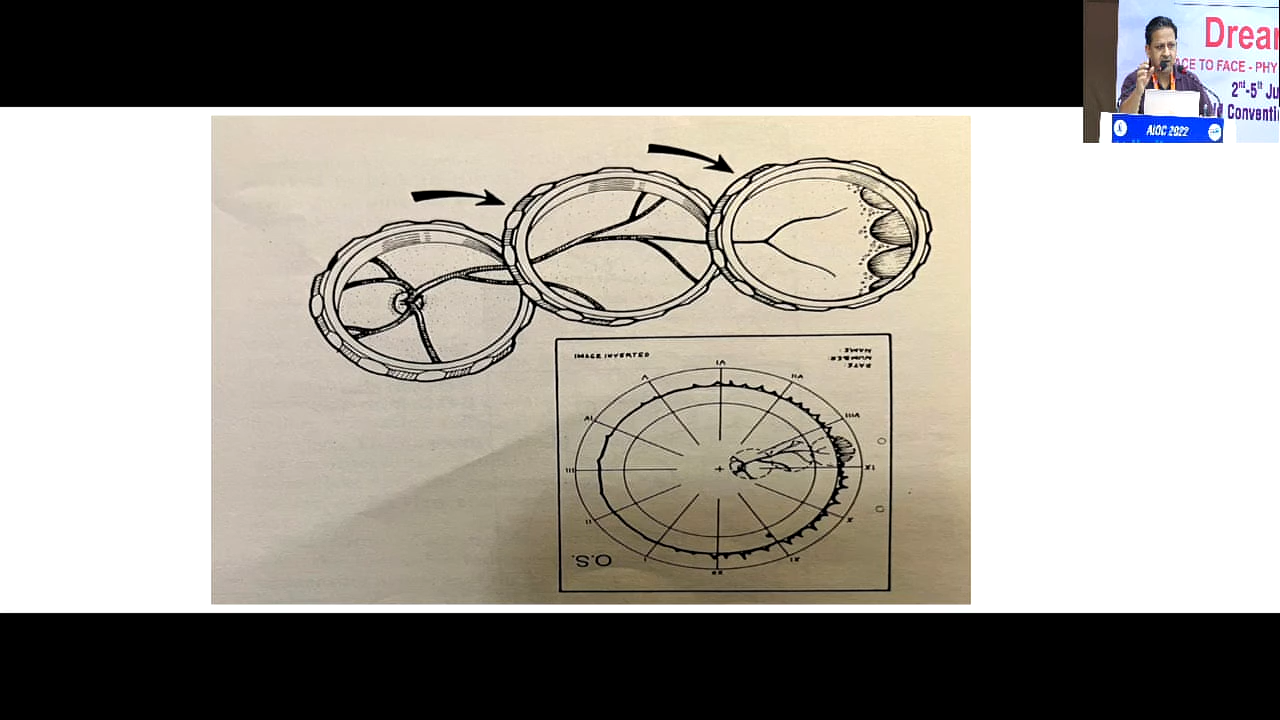 Drea
ACE TO FACE - PHY
2nd-5th Ju
Conventi
AIOC 2022
IMAGE INVERTED
NAME:
NUMBER:
DATE:
VI
VII
VIII
IX
X
XI
XII
I
II
III
IV
V
O.S.